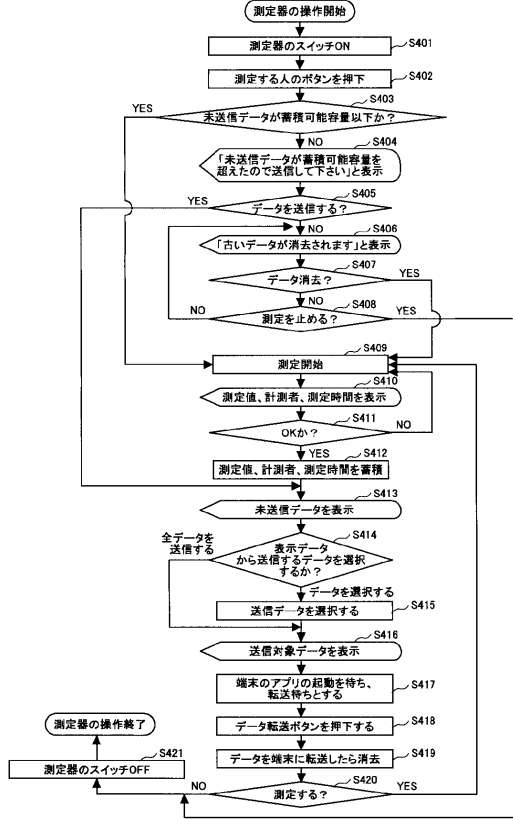 測定器の操作開始
測定器のスイッチON
S401
測定する人のボタンを押下
S402
S403
YES
未送信データが蓄積可能容量以下か？
NO
S404
「未送信データが蓄積可能容量を
超えたので送信して下さい」と表示
S405
YES
データを送信する？
NO
S406
「古いデータが消去されます」と表示
S407
YES
データ消去？
NO
S408
NO
測定を止める？
YES
S409
測定開始
S410
測定値、計測者、測定時間を表示
S411
OKか？
NO
YES
S412
測定値、計測者、測定時間を蓄積
S413
未送信データを表示
S414
全データを
送信する
表示データ
から送信するデータを選択
するか？
データを選択する
送信データを選択する
S415
S416
送信対象データを表示
端末のアプリの起動を待ち、
転送待ちとする
S417
データ転送ボタンを押下する
S418
データを端末に転送したら消去
S419
S420
測定する？
YES
NO
S421
測定器のスイッチOFF
測定器の操作終了